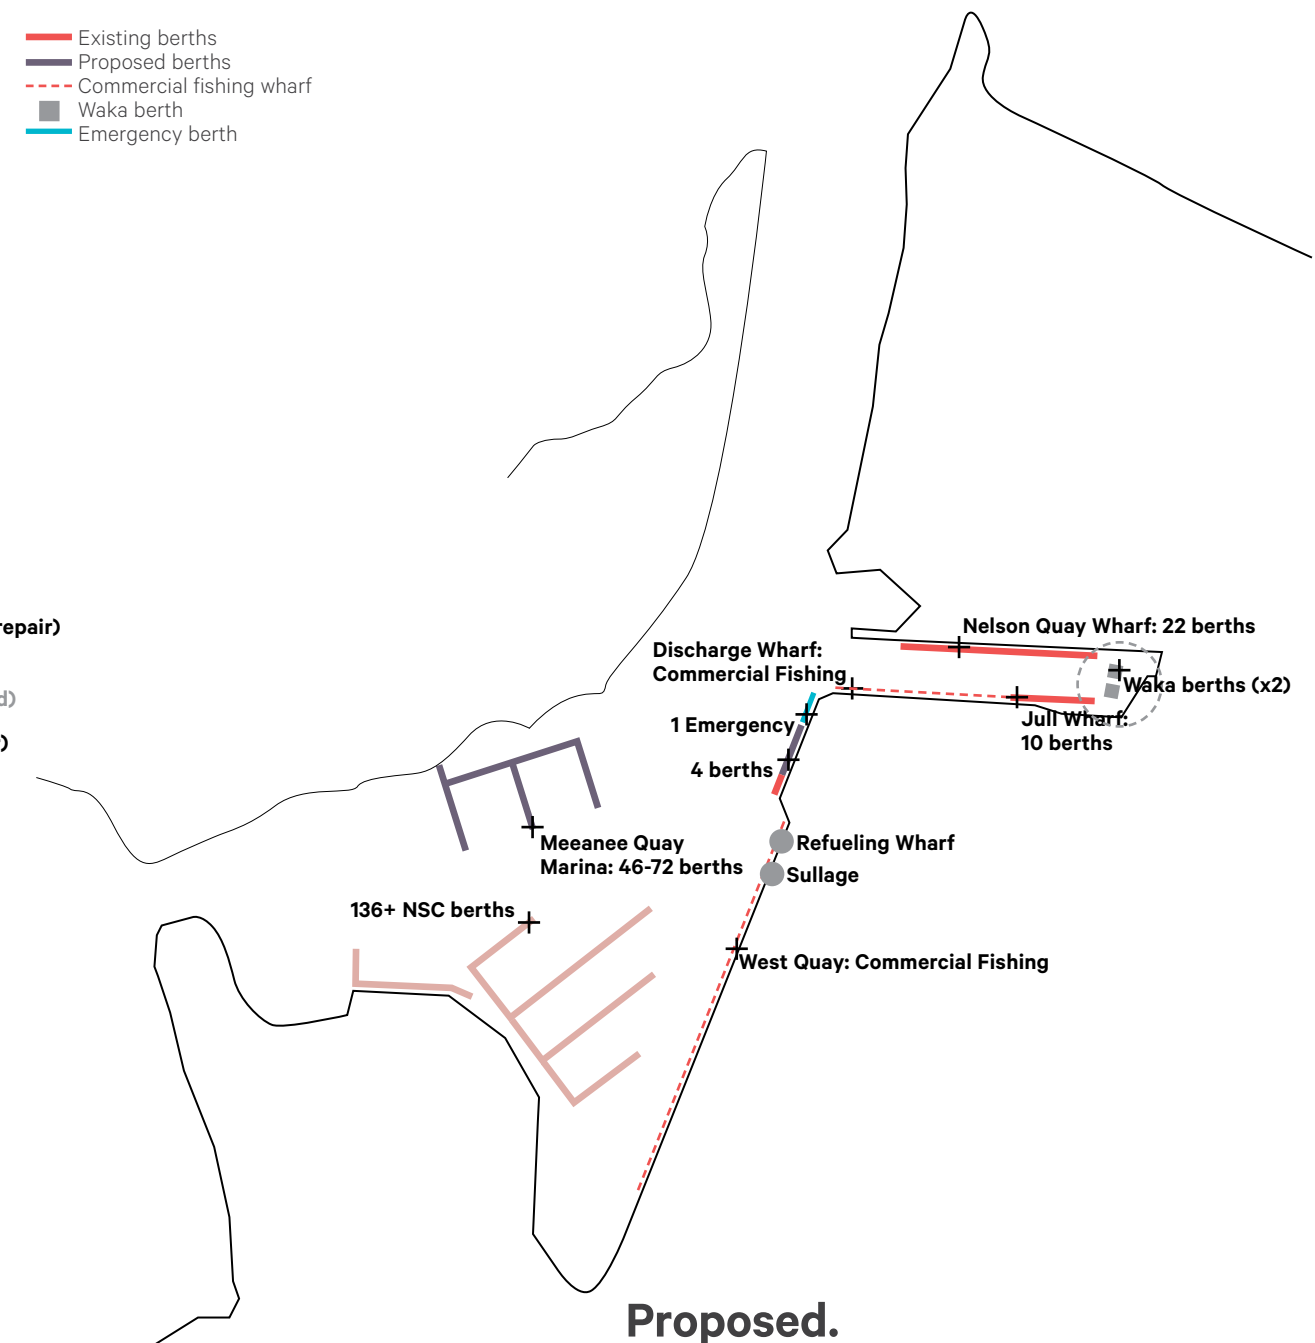 Existing berths
Proposed berths
Commercial fishing wharf
Waka berth
Emergency berth
repair)
d)
)
Nelson Quay Wharf: 22 berths
Discharge Wharf:
Commercial Fishing
Waka berths (x2)
Jull Wharf:
10 berths
1 Emergency
4 berths
Refueling Wharf
Sullage
Meeanee Quay
Marina: 46-72 berths
136+ NSC berths
West Quay: Commercial Fishing
Proposed.